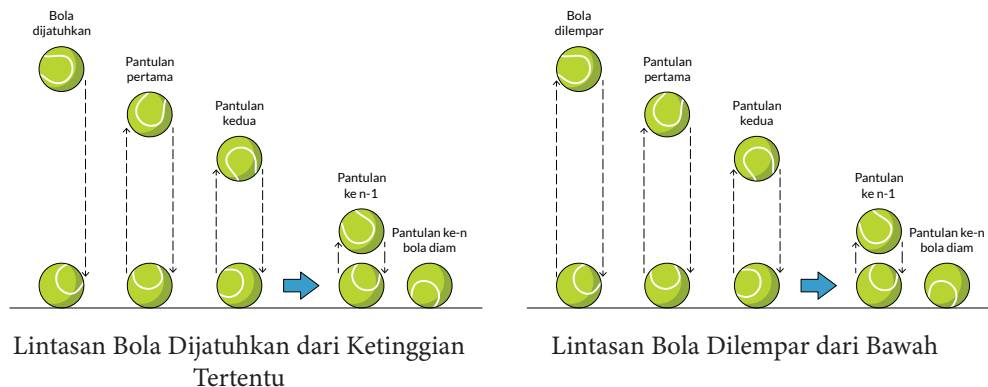 Bola
dijatuhkan
Pantulan
pertama
Pantulan
kedua
Pantulan
ke n-1
Pantulan ke-n
bola diam
Lintasan Bola Dijatuhkan dari Ketinggian
Tertentu
Bola
dilempar
Pantulan
pertama
Pantulan
kedua
Pantulan
ke n-1
Pantulan ke-n
bola diam
Lintasan Bola Dilempar dari Bawah